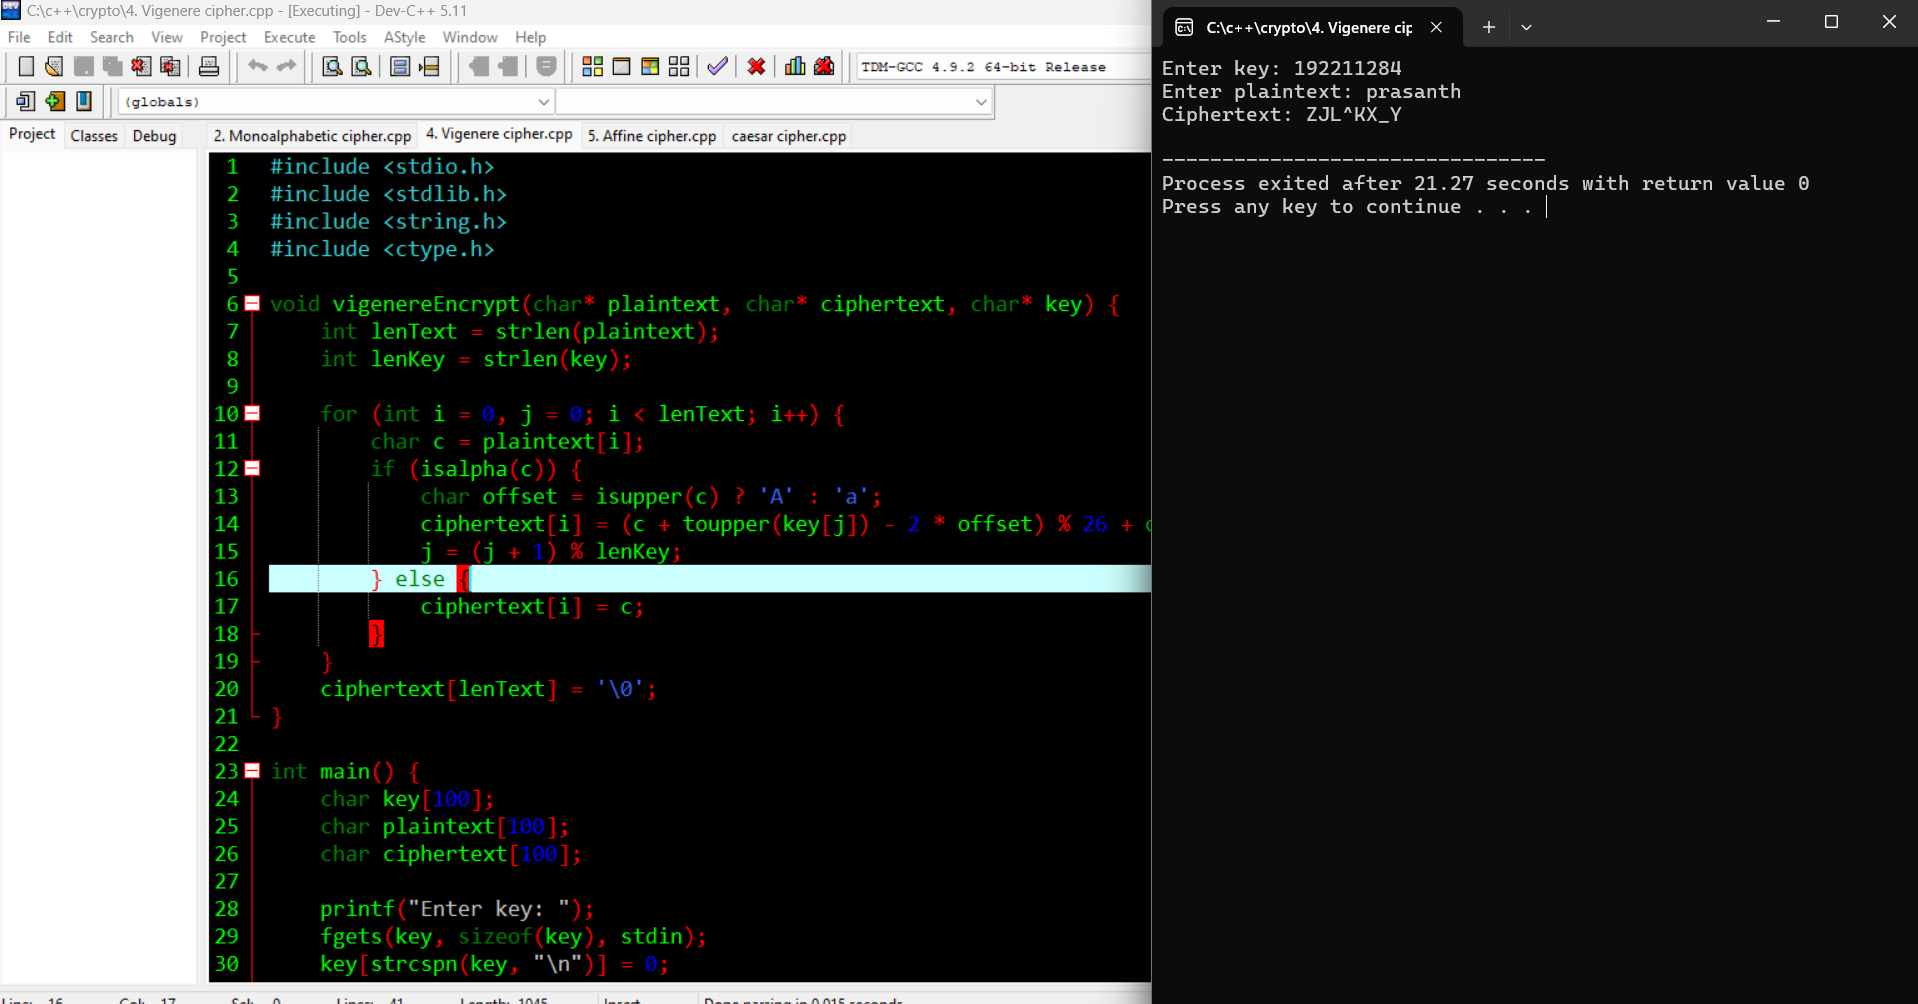 C:\c++\crypto\4. Vigenere cipher.cpp - [Executing] - Dev-C++ 5.11
File Edit Search View Project Execute Tools AStyle Window Help
TDM-GCC 4.9.2 64-bit Release
(globals)
Project Classes Debug
2. Monoalphabetic cipher.cpp 4. Vigenere cipher.cpp 5. Affine cipher.cpp caesar cipher.cpp
1 #include <stdio.h>
2 #include <stdlib.h>
3 #include <string.h>
4 #include <ctype.h>
5
6 void vigenereEncrypt(char* plaintext, char* ciphertext, char* key) {
7 int lenText = strlen(plaintext);
8 int lenKey = strlen(key);
9
10 for (int i = 0, j = 0; i < lenText; i++) {
11 char c = plaintext[i];
12 if (isalpha(c)) {
13 char offset = isupper(c) ? 'A' : 'a';
14 ciphertext[i] = (c + toupper(key[j]) - 2 * offset) % 26 +
15 j = (j + 1) % lenKey;
16 } else {
17 ciphertext[i] = c;
18 }
19 }
20 ciphertext[lenText] = '\0';
21 }
22
23 int main() {
24 char key[100];
25 char plaintext[100];
26 char ciphertext[100];
27
28 printf("Enter key: ");
29 fgets(key, sizeof(key), stdin);
30 key[strcspn(key, "\n")] = 0;
Line: 16 Col: 17 Sel: 0 Lines: 41 Length: 1045 Insert Done parsing in 0.015 seconds
C:\c++\crypto\4. Vigenere cip
Enter key: 192211284
Enter plaintext: prasanth
Ciphertext: ZJL^KX_Y
--------------------------------
Process exited after 21.27 seconds with return value 0
Press any key to continue . . .